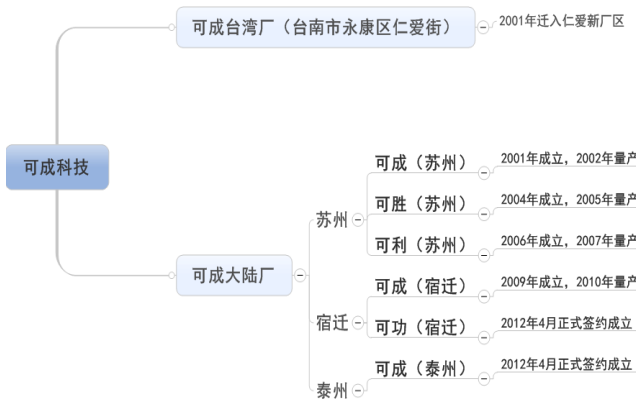 可成台湾厂（台南市永康区仁爱街）
2001年迁入仁爱新厂区
可成科技
可成大陆厂
苏州
可成（苏州）
2001年成立，2002年量产
可胜（苏州）
2004年成立，2005年量产
可利（苏州）
2006年成立，2007年量产
宿迁
可成（宿迁）
2009年成立，2010年量产
可功（宿迁）
2012年4月正式签约成立
泰州
可成（泰州）
2012年4月正式签约成立